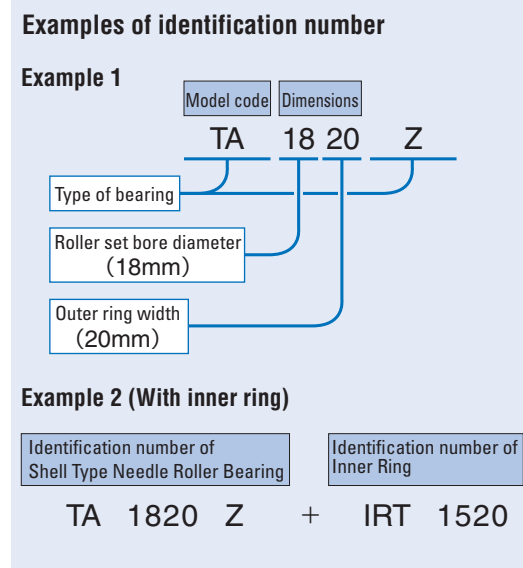 Examples of identification number
Example 1
Model code Dimensions
TA 18 20 Z
Type of bearing
Roller set bore diameter
（18mm）
Outer ring width
（20mm）
Example 2 (With inner ring)
Identification number of
Shell Type Needle Roller Bearing
Identification number of
Inner Ring
TA 1820 Z + IRT 1520